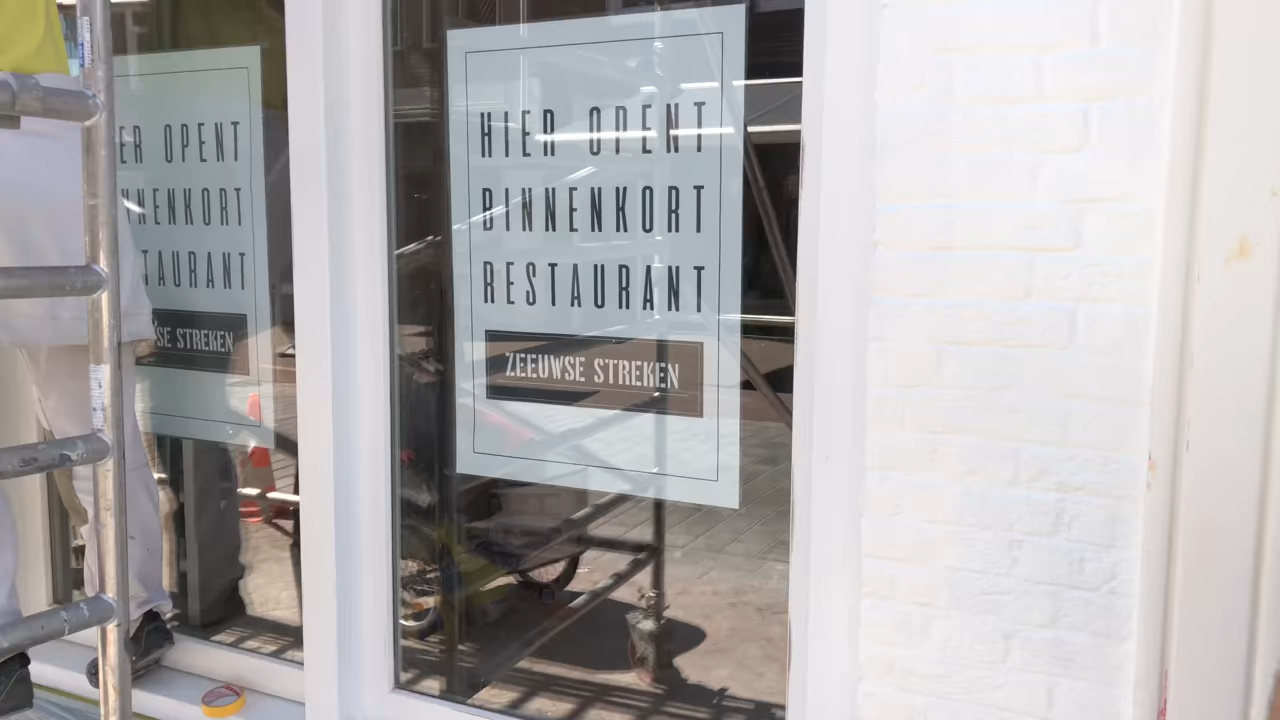 ER OPENT
NNENKORT
TAURANT
SE STREKEN
HIER OPENT
BINNENKORT
RESTAURANT
ZEEUWSE STREKEN